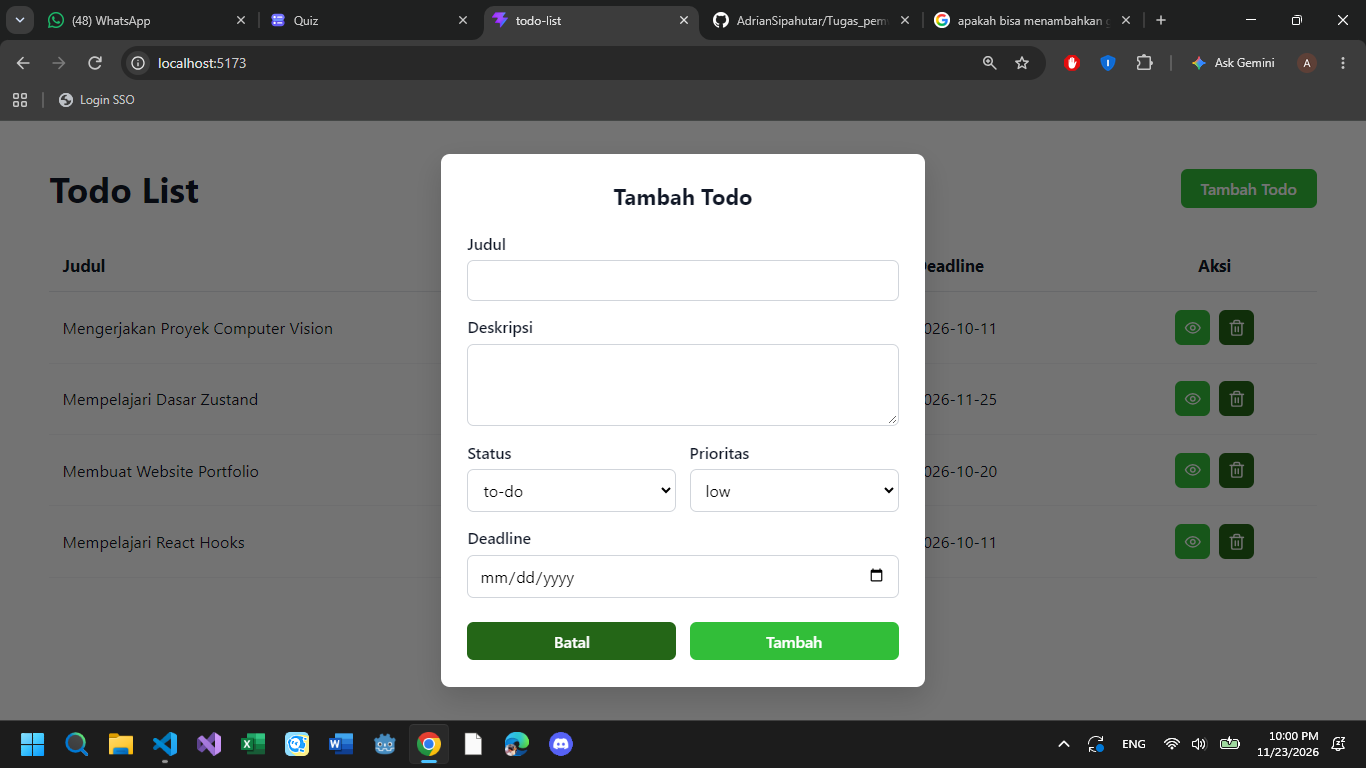 (48) WhatsApp
Quiz
todo-list
AdrianSipahutar/Tugas_pem
apakah bisa menambahkan
localhost:5173
Ask Gemini
A
Login SSO
Todo List
Tambah Todo
Tambah Todo
Judul
Judul
Deadline
Aksi
Mengerjakan Proyek Computer Vision
026-10-11
Deskripsi
Mempelajari Dasar Zustand
026-11-25
Status
Prioritas
Membuat Website Portfolio
026-10-20
to-do
low
Deadline
Mempelajari React Hooks
026-10-11
mm/dd/yyyy
Batal
Tambah
ENG
10:00 PM
11/23/2026